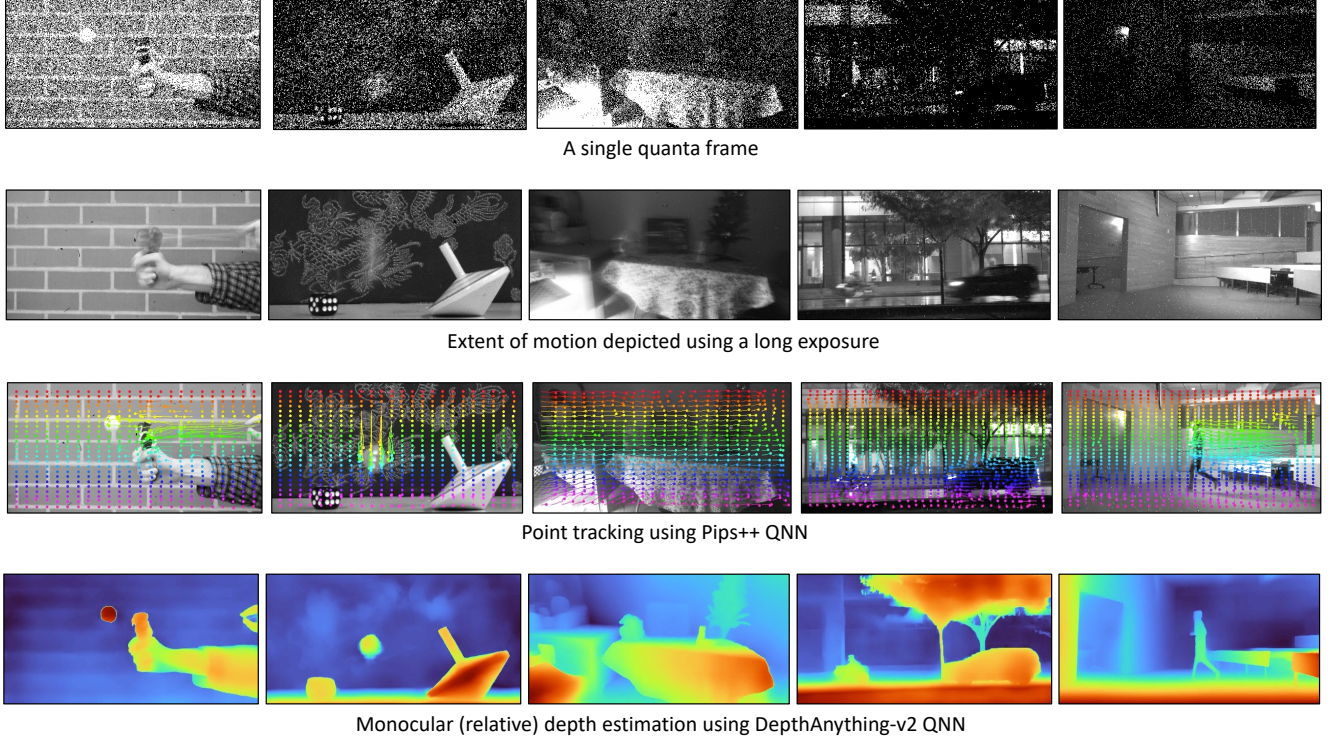 A single quanta frame
Extent of motion depicted using a long exposure
Point tracking using Pips++ QNN
Monocular (relative) depth estimation using DepthAnything-v2 QNN